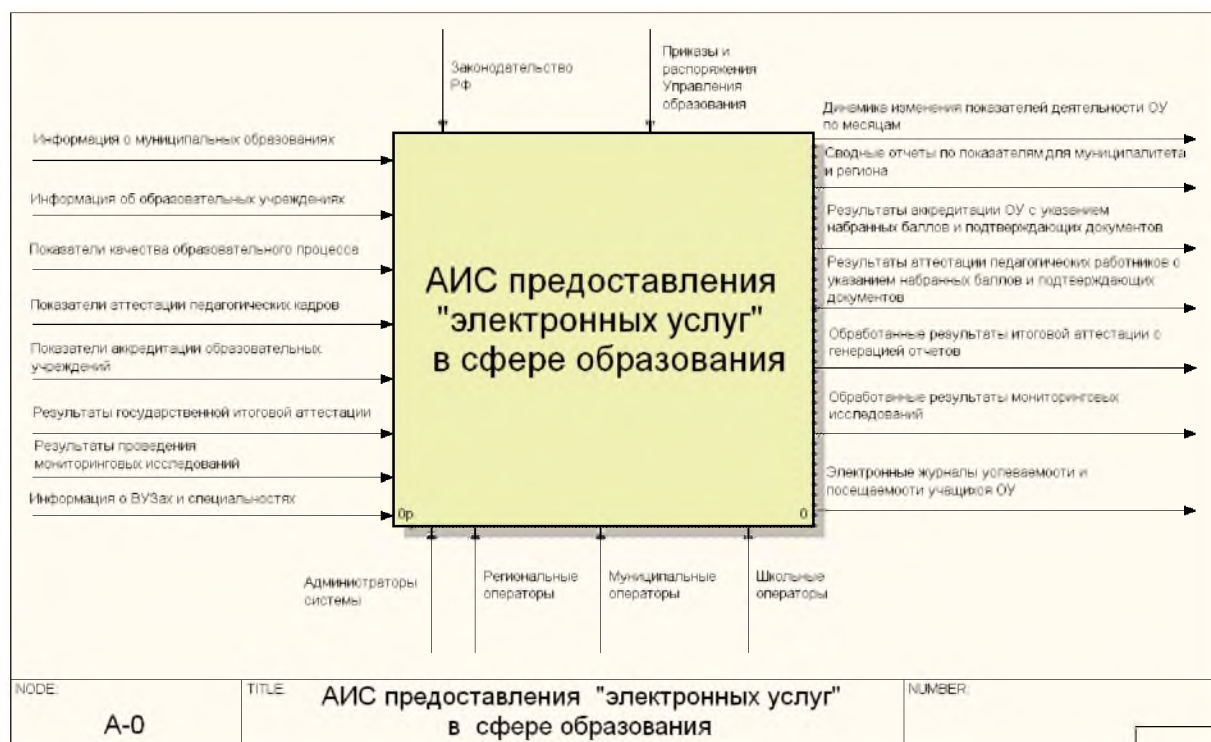 Законодательство
РФ
Приказы и
распоряжения
Управления
образования
Информация о муниципальных образованиях
Информация об образовательных учреждениях
Показатели качества образовательного процесса
Показатели аттестации педагогических кадров
Показатели аккредитации образовательных
учреждений
Результаты государственной итоговой аттестации
Результаты проведения
мониторинговых исследований
Информация о ВУЗах и специальностях
АИС предоставления
"электронных услуг"
в сфере образования
0р.
0
Динамика изменения показателей деятельности ОУ
по месяцам
Сводные отчеты по показателям для муниципалитета
и региона
Результаты аккредитации ОУ с указанием
набранных баллов и подтверждающих документов
Результаты аттестации педагогических работников с
указанием набранных баллов и подтверждающих
документов
Обработанные результаты итоговой аттестации с
генерацией отчетов
Обработанные результаты мониторинговых
исследований
Электронные журналы успеваемости и
посещаемости учащихся ОУ
Администраторы
системы
Региональные
операторы
Муниципальные
операторы
Школьные
операторы
NODE:
A-0
TITLE:
АИС предоставления "электронных услуг"
в сфере образования
NUMBER: